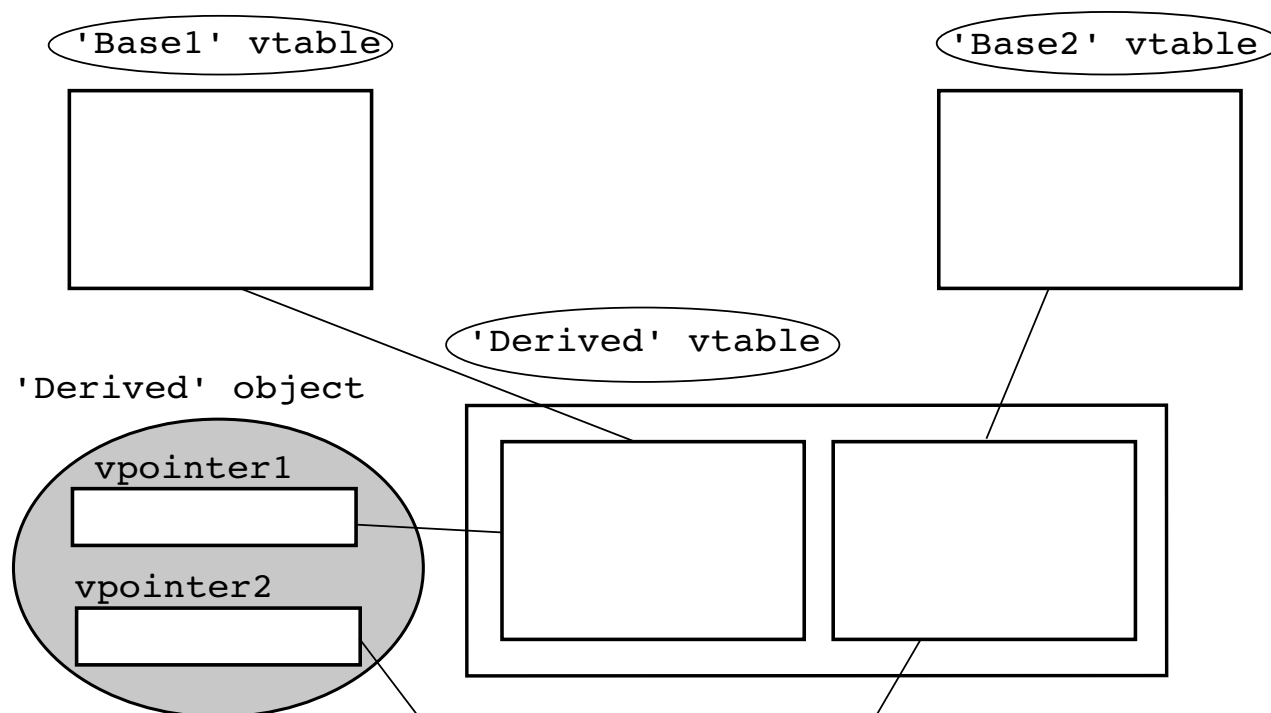 'Base1' vtable
'Base2' vtable
'Derived' vtable
'Derived' object
vpointer1
vpointer2